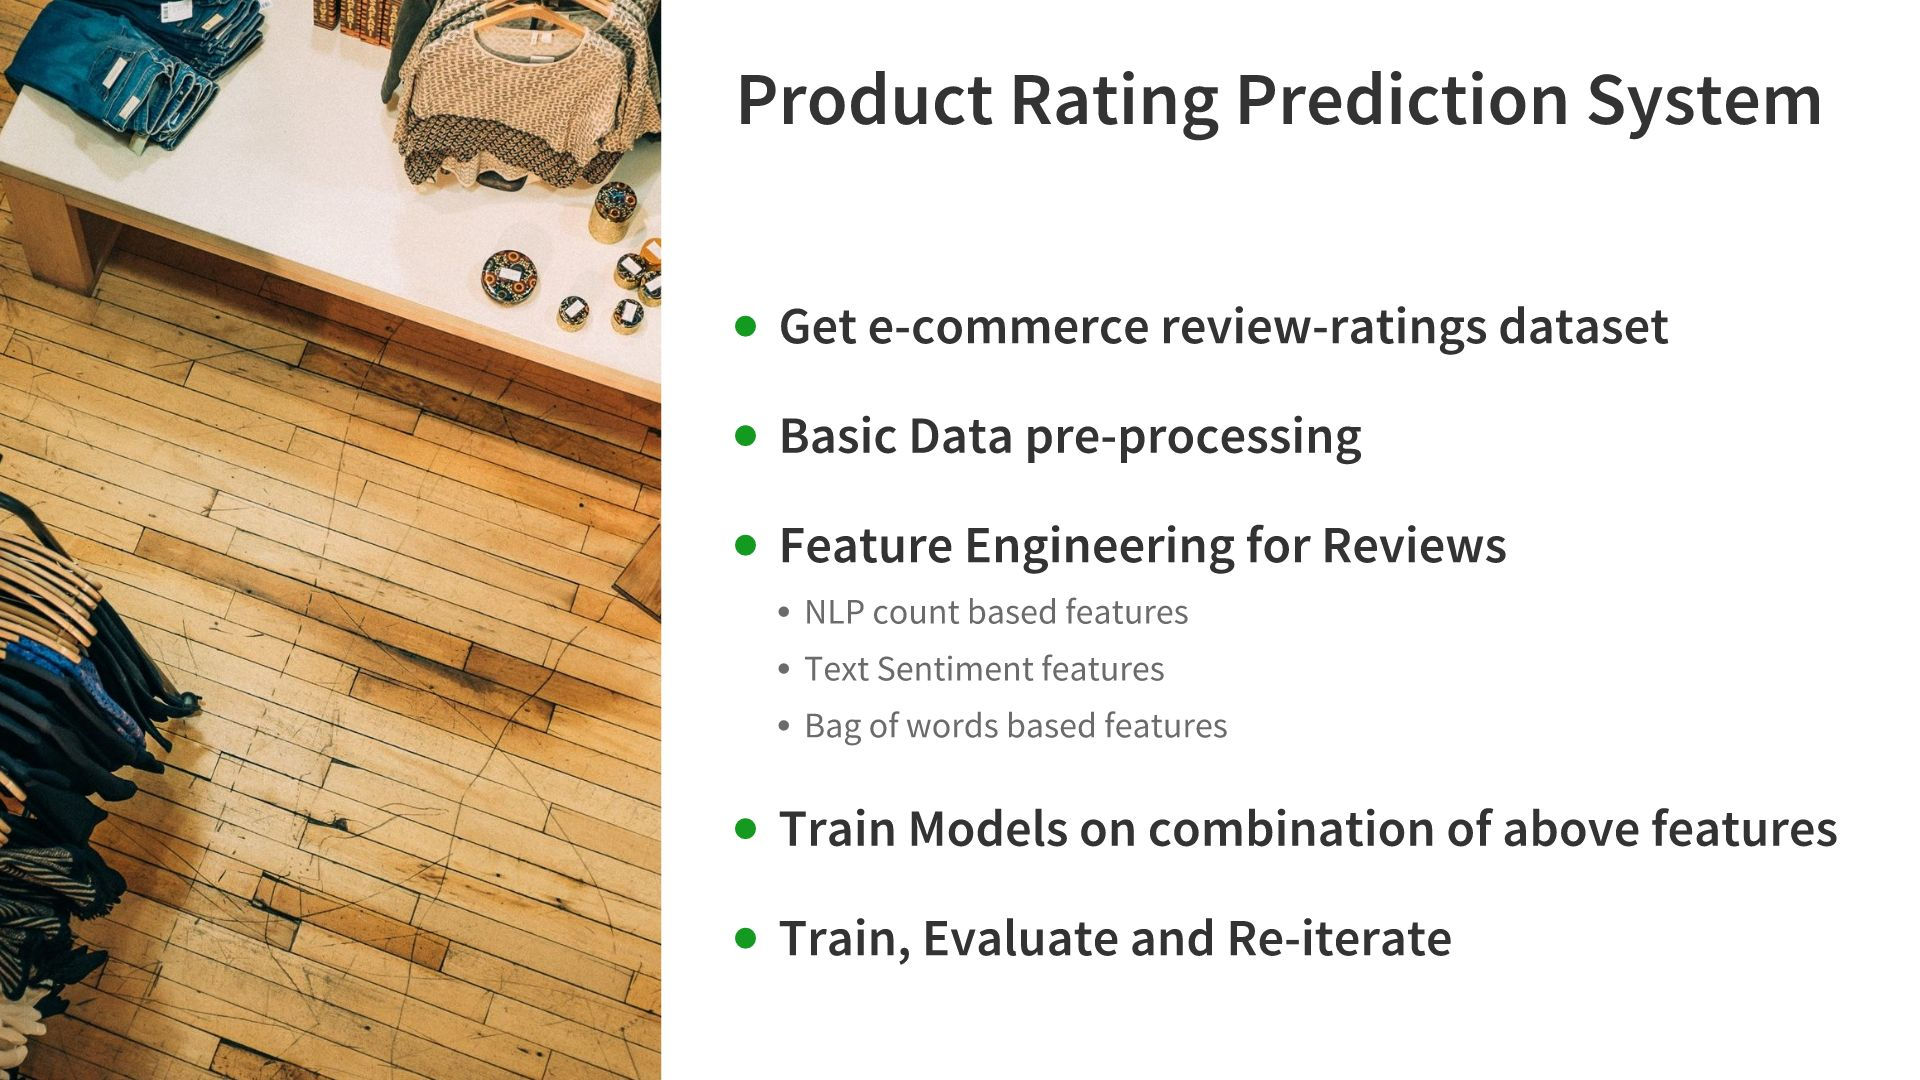 Product Rating Prediction System
Get e-commerce review-ratings dataset
Basic Data pre-processing
Feature Engineering for Reviews
NLP count based features
Text Sentiment features
Bag of words based features
Train Models on combination of above features
Train, Evaluate and Re-iterate